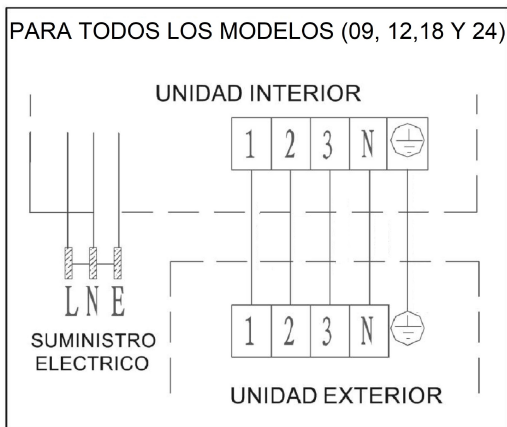 PARA TODOS LOS MODELOS (09, 12,18 Y 24)
UNIDAD INTERIOR
1 2 3 N
L N E
SUMINISTRO
ELECTRICO
1 2 3 N
UNIDAD EXTERIOR